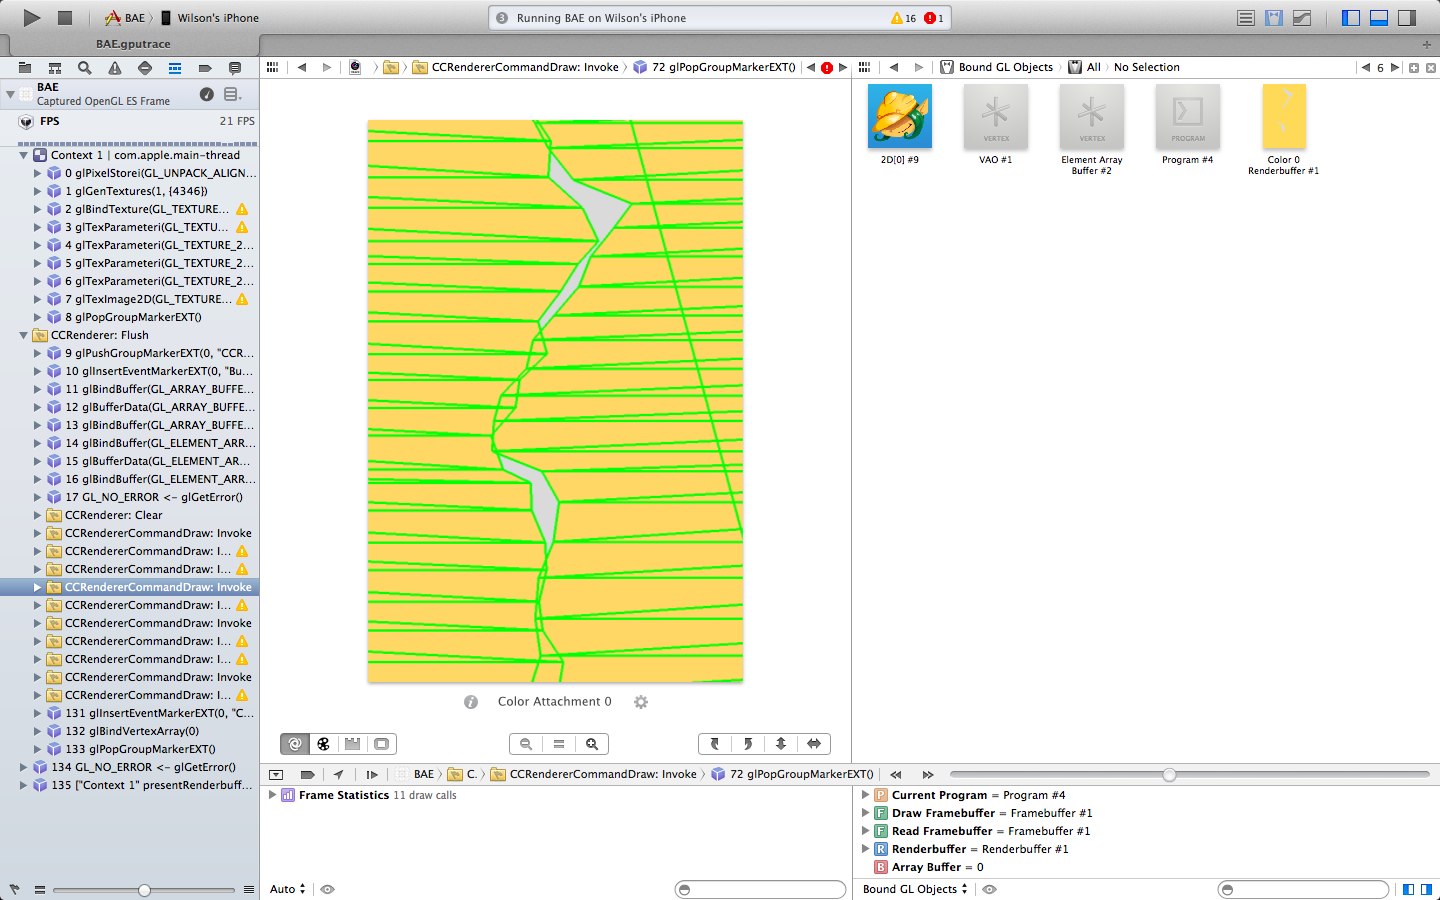 BAE
Wilson's iPhone
3 Running BAE on Wilson's iPhone
16
1
BAE.gputrace
BAE
Captured OpenGL ES Frame
FPS
21 FPS
Context 1 | com.apple.main-thread
0 glPixelStorei(GL_UNPACK_ALIGN...
1 glGenTextures(1, {4346})
2 glBindTexture(GL_TEXTURE...
3 glTexParameteri(GL_TEXTU...
4 glTexParameteri(GL_TEXTURE_2...
5 glTexParameteri(GL_TEXTURE_2...
6 glTexParameteri(GL_TEXTURE_2...
7 glTexImage2D(GL_TEXTURE...
8 glPopGroupMarkerEXT()
CCRenderer: Flush
9 glPushGroupMarkerEXT(0, "CCR...
10 glInsertEventMarkerEXT(0, "Bu...
11 glBindBuffer(GL_ARRAY_BUFFE...
12 glBufferData(GL_ARRAY_BUFFE...
13 glBindBuffer(GL_ARRAY_BUFFE...
14 glBindBuffer(GL_ELEMENT_ARR...
15 glBufferData(GL_ELEMENT_AR...
16 glBindBuffer(GL_ELEMENT_ARR...
17 GL_NO_ERROR <- glGetError()
CCRenderer: Clear
CCRendererCommandDraw: Invoke
CCRendererCommandDraw: I...
CCRendererCommandDraw: I...
CCRendererCommandDraw: Invoke
CCRendererCommandDraw: I...
CCRendererCommandDraw: Invoke
CCRendererCommandDraw: I...
CCRendererCommandDraw: I...
CCRendererCommandDraw: Invoke
CCRendererCommandDraw: I...
131 glInsertEventMarkerEXT(0, "C...
132 glBindVertexArray(0)
133 glPopGroupMarkerEXT()
134 GL_NO_ERROR <- glGetError()
135 ["Context 1" presentRenderbuff...
CCRendererCommandDraw: Invoke
72 glPopGroupMarkerEXT()
Color Attachment 0
Bound GL Objects
All
No Selection
6
2D[0] #9
VERTEX
VAO #1
VERTEX
Element Array
Buffer #2
PROGRAM
Program #4
Color 0
Renderbuffer #1
BAE
C.
CCRendererCommandDraw: Invoke
72 glPopGroupMarkerEXT()
Frame Statistics 11 draw calls
Auto
P Current Program = Program #4
F Draw Framebuffer = Framebuffer #1
F Read Framebuffer = Framebuffer #1
R Renderbuffer = Renderbuffer #1
B Array Buffer = 0
Bound GL Objects